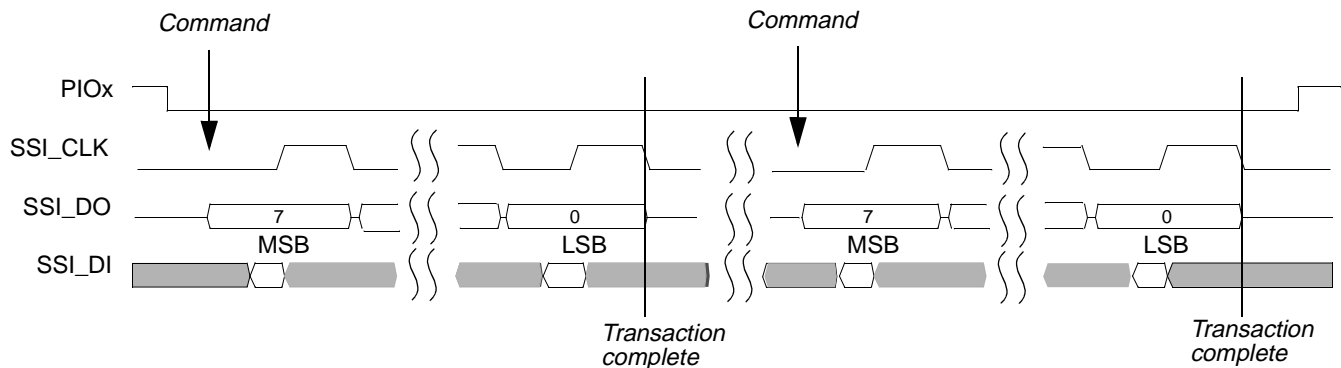 Command
Command
PIOx
SSI_CLK
SSI_DO
7
0
7
0
MSB
LSB
MSB
LSB
SSI_DI
Transaction
complete
Transaction
complete